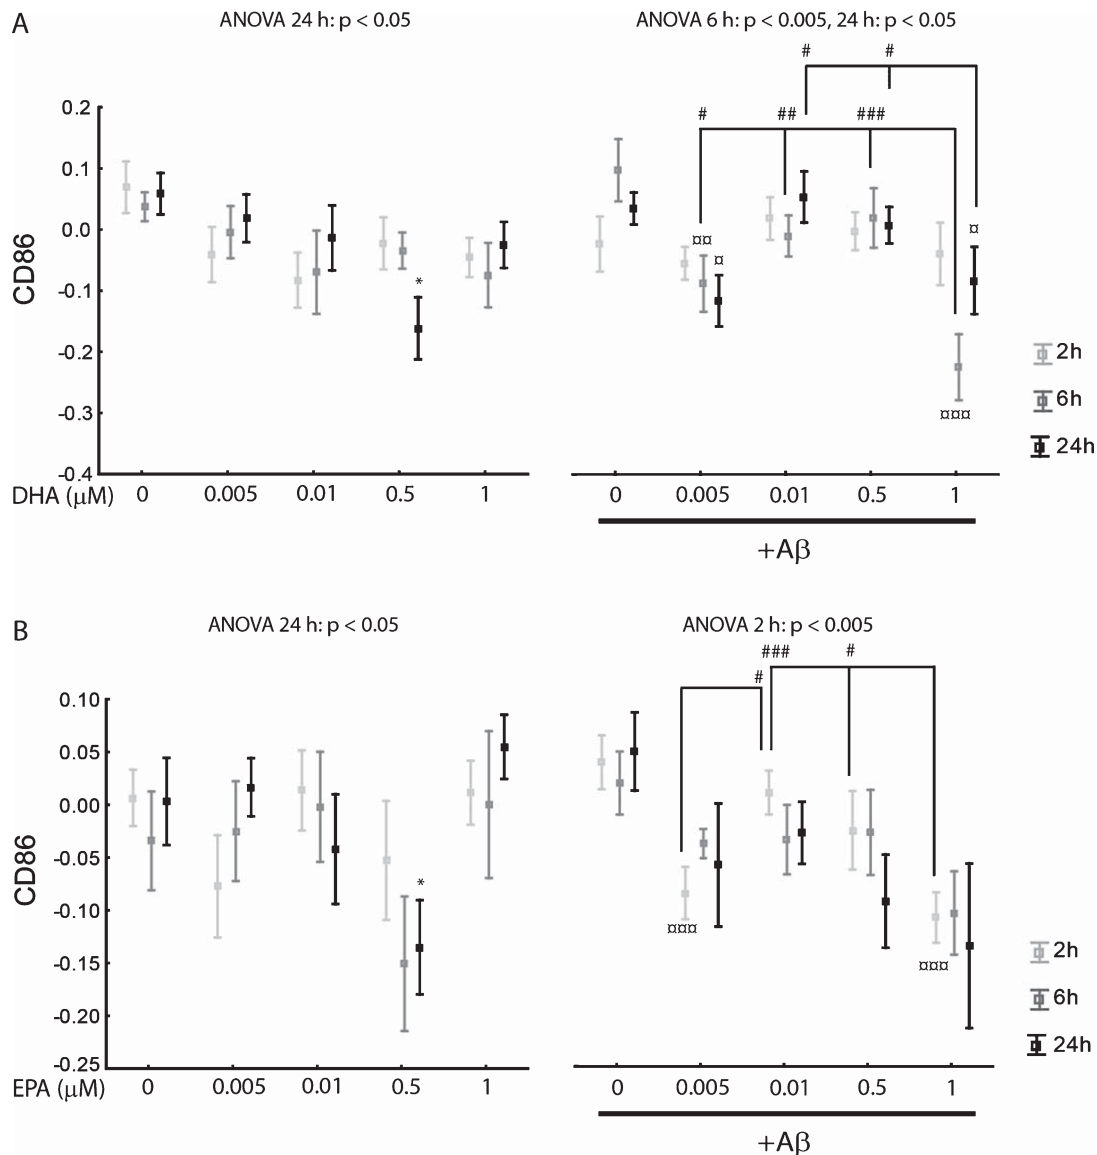 A
ANOVA 24 h: p < 0.05
ANOVA 6 h: p < 0.005, 24 h: p < 0.05
# #
# ## ###
CD86
0.2
0.1
0.0
-0.1
-0.2
-0.3
-0.4
*
¤¤
¤
¤
¤¤¤
2h
6h
24h
DHA (μM) 0 0.005 0.01 0.5 1 0 0.005 0.01 0.5 1
+Aβ
B
ANOVA 24 h: p < 0.05
ANOVA 2 h: p < 0.005
### #
#
CD86
0.10
0.05
0.00
-0.05
-0.10
-0.15
-0.20
-0.25
*
¤¤¤
¤¤¤
2h
6h
24h
EPA (μM) 0 0.005 0.01 0.5 1 0 0.005 0.01 0.5 1
+Aβ